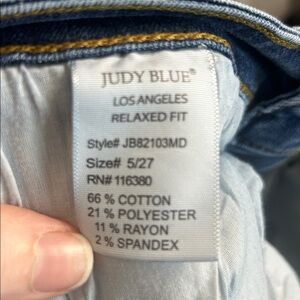 JUDY BLUE®
LOS ANGELES
RELAXED FIT
Style# JB82103MD
Size# 5/27
RN# 116380
66 % COTTON
21 % POLYESTER
11 % RAYON
2 % SPANDEX